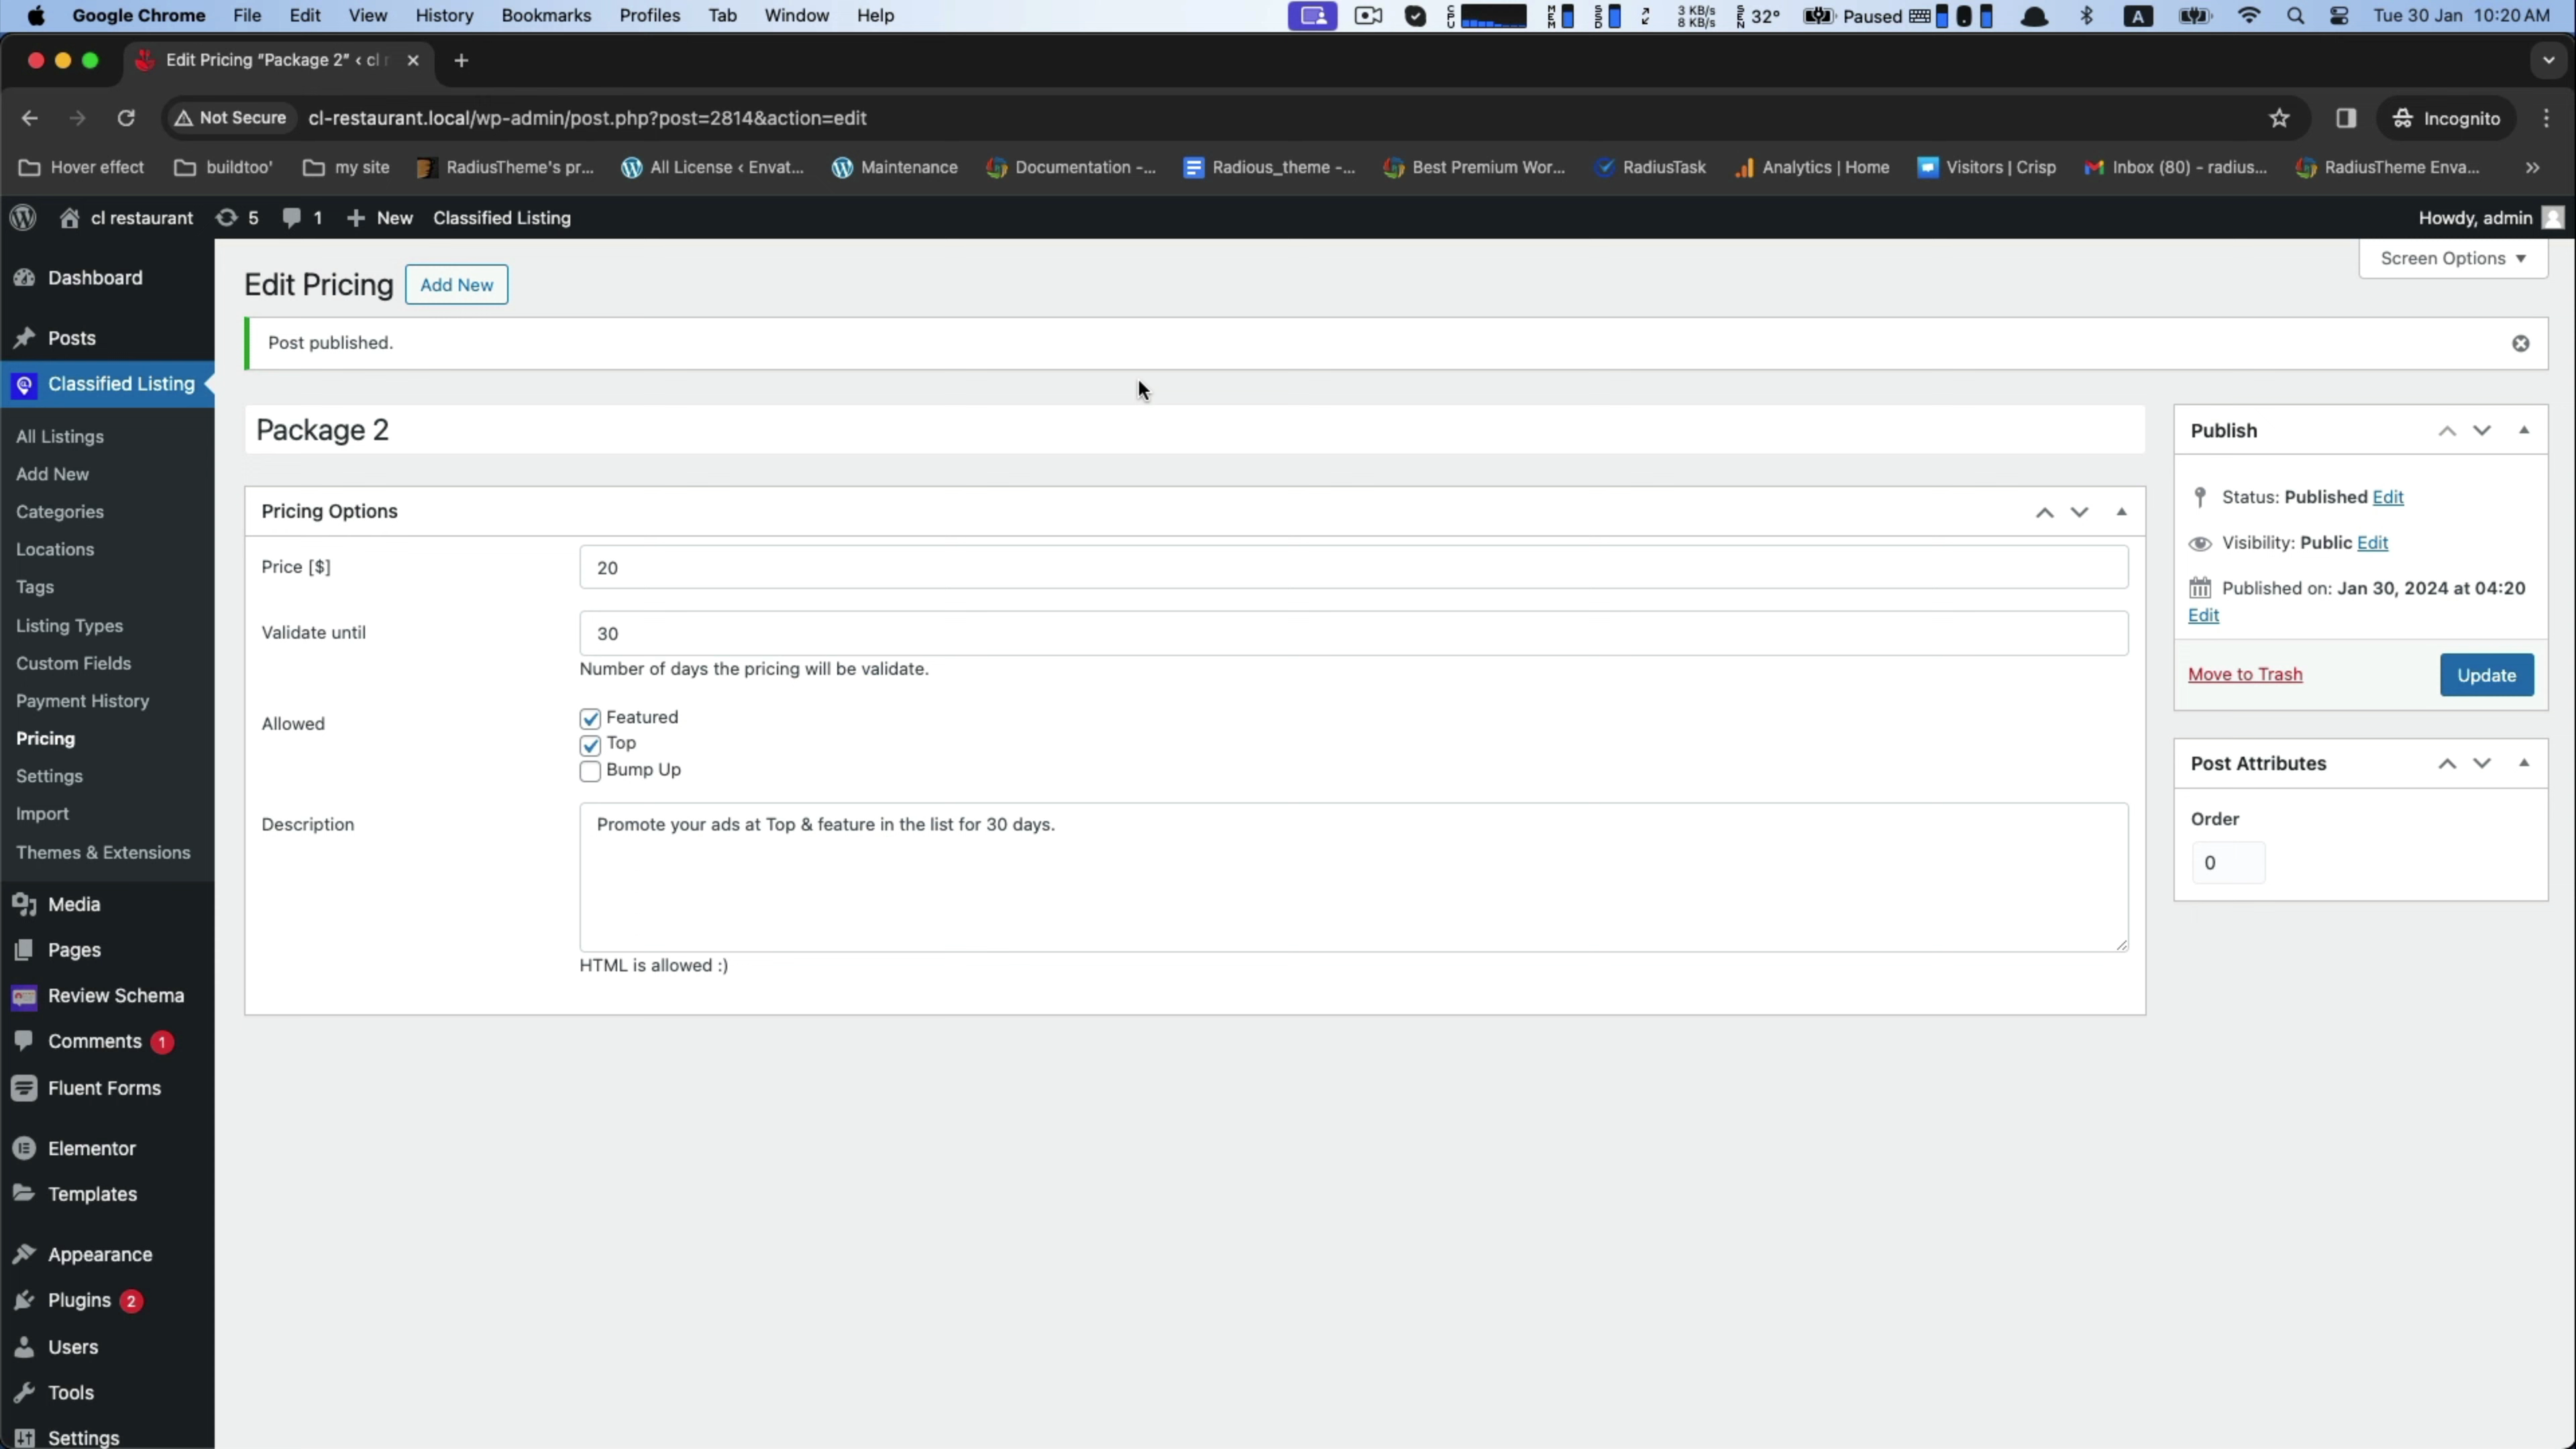 Google Chrome File Edit View History Bookmarks Profiles Tab Window Help CPU MEM SSD 3 KB/s 8 KB/s SEN 32° Paused A Tue 30 Jan 10:20 AM
Edit Pricing "Package 2" ‹ cl r
Not Secure cl-restaurant.local/wp-admin/post.php?post=2814&action=edit Incognito
Hover effect buildtoo' my site RadiusTheme's pr... All License ‹ Envat... Maintenance Documentation -... Radious_theme -... Best Premium Wor... RadiusTask Analytics | Home Visitors | Crisp Inbox (80) - radius... RadiusTheme Enva... »
cl restaurant 5 1 New Classified Listing Howdy, admin
Screen Options
Dashboard
Posts
Classified Listing
All Listings
Add New
Categories
Locations
Tags
Listing Types
Custom Fields
Payment History
Pricing
Settings
Import
Themes & Extensions
Media
Pages
Review Schema
Comments 1
Fluent Forms
Elementor
Templates
Appearance
Plugins 2
Users
Tools
Settings
Edit Pricing Add New
Post published.
Package 2
Pricing Options
Price [$] 20
Validate until 30
Number of days the pricing will be validate.
Allowed Featured
Top
Bump Up
Description Promote your ads at Top & feature in the list for 30 days.
HTML is allowed :)
Publish
Status: Published Edit
Visibility: Public Edit
Published on: Jan 30, 2024 at 04:20
Edit
Move to Trash Update
Post Attributes
Order
0